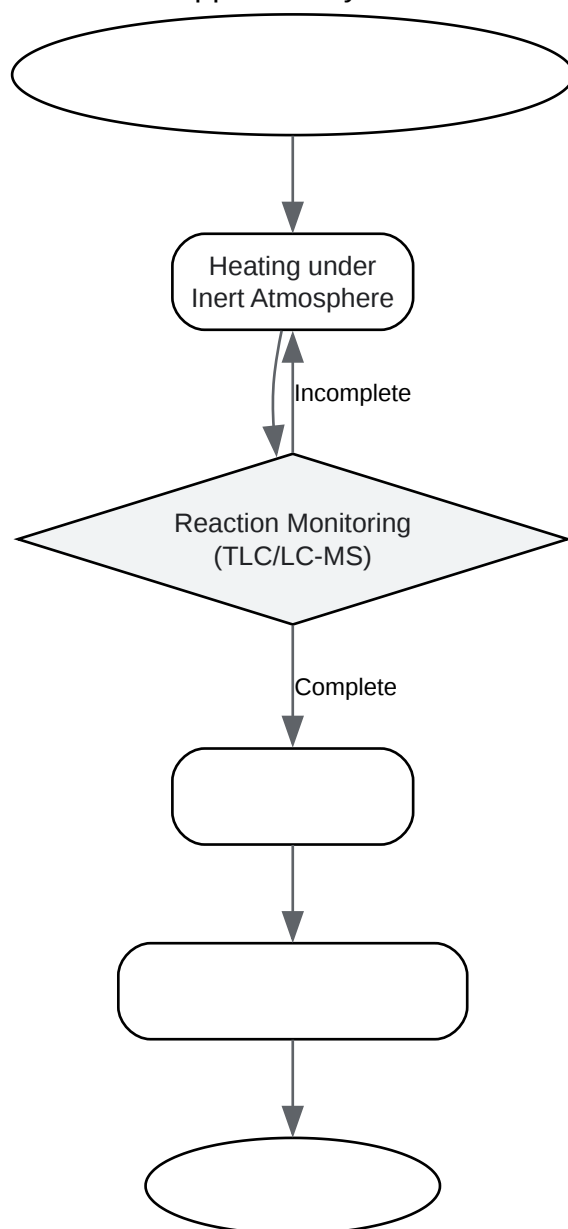 Heating under
Inert Atmosphere
Incomplete
Reaction Monitoring
(TLC/LC-MS)
Complete